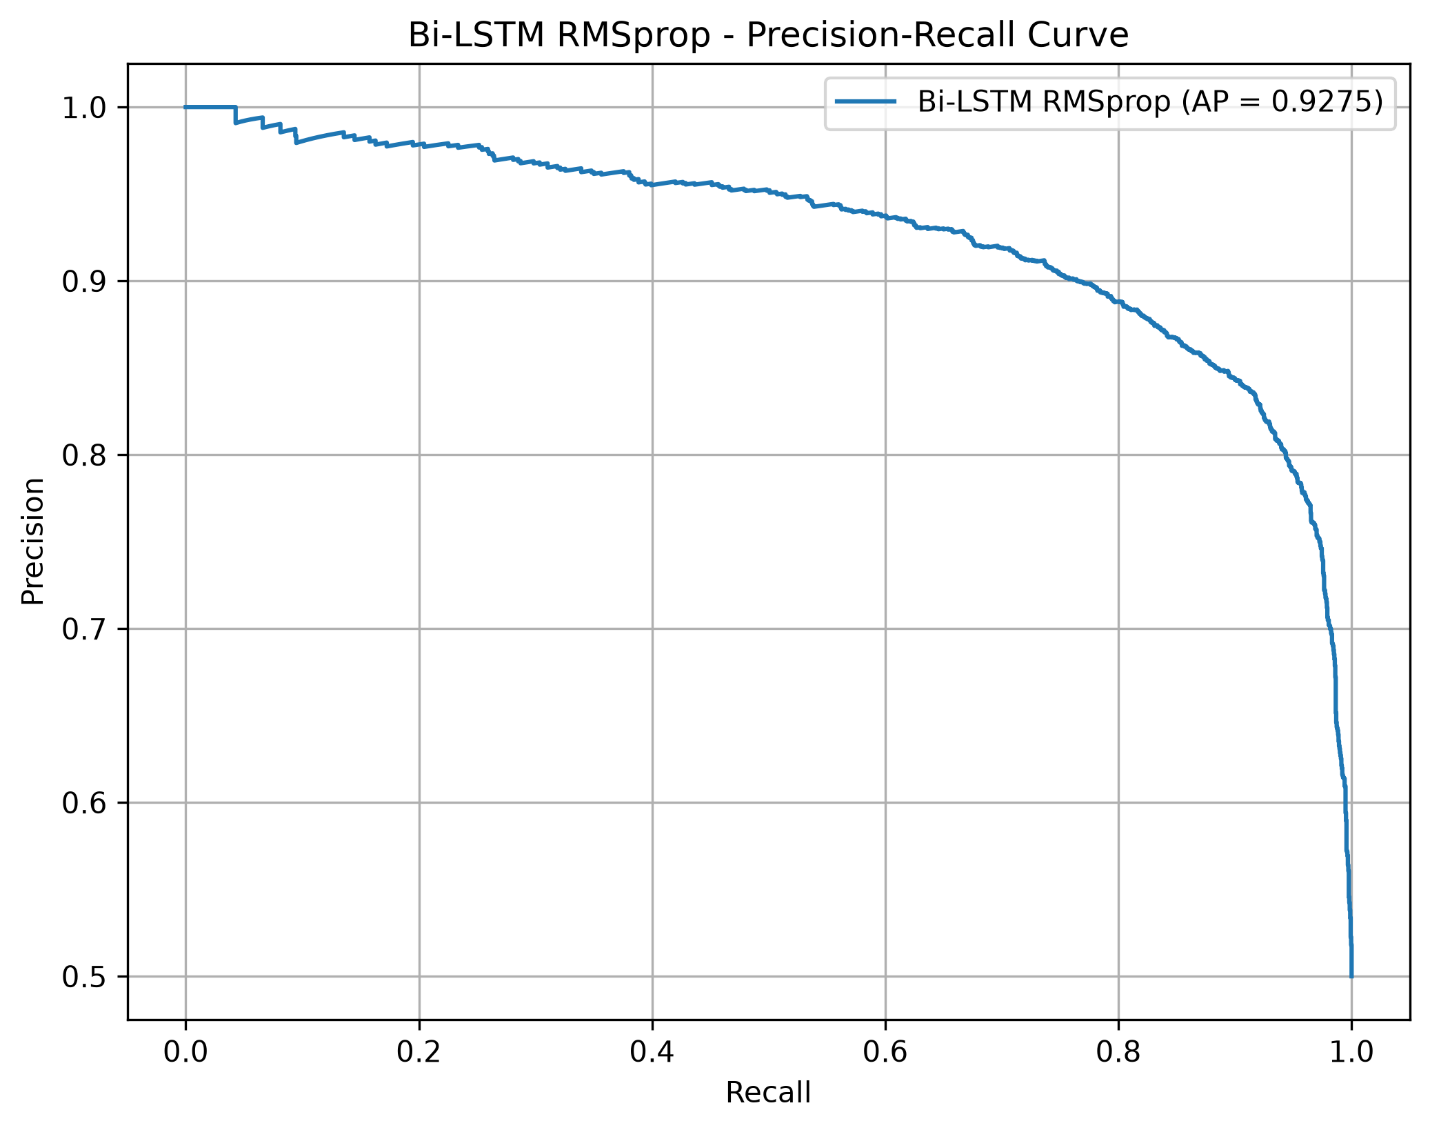 Bi-LSTM RMSprop - Precision-Recall Curve
Bi-LSTM RMSprop (AP = 0.9275)
1.0
0.9
0.8
0.7
0.6
0.5
Precision
0.0 0.2 0.4 0.6 0.8 1.0
Recall